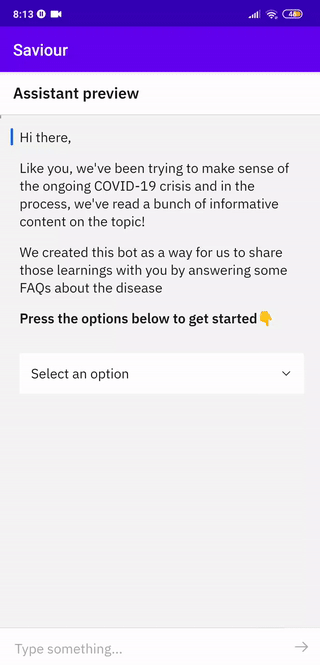 8:13
48
Saviour
Assistant preview
Hi there,
Like you, we've been trying to make sense of
the ongoing COVID-19 crisis and in the
process, we've read a bunch of informative
content on the topic!
We created this bot as a way for us to share
those learnings with you by answering some
FAQs about the disease
Press the options below to get started👇
Select an option
Type something...